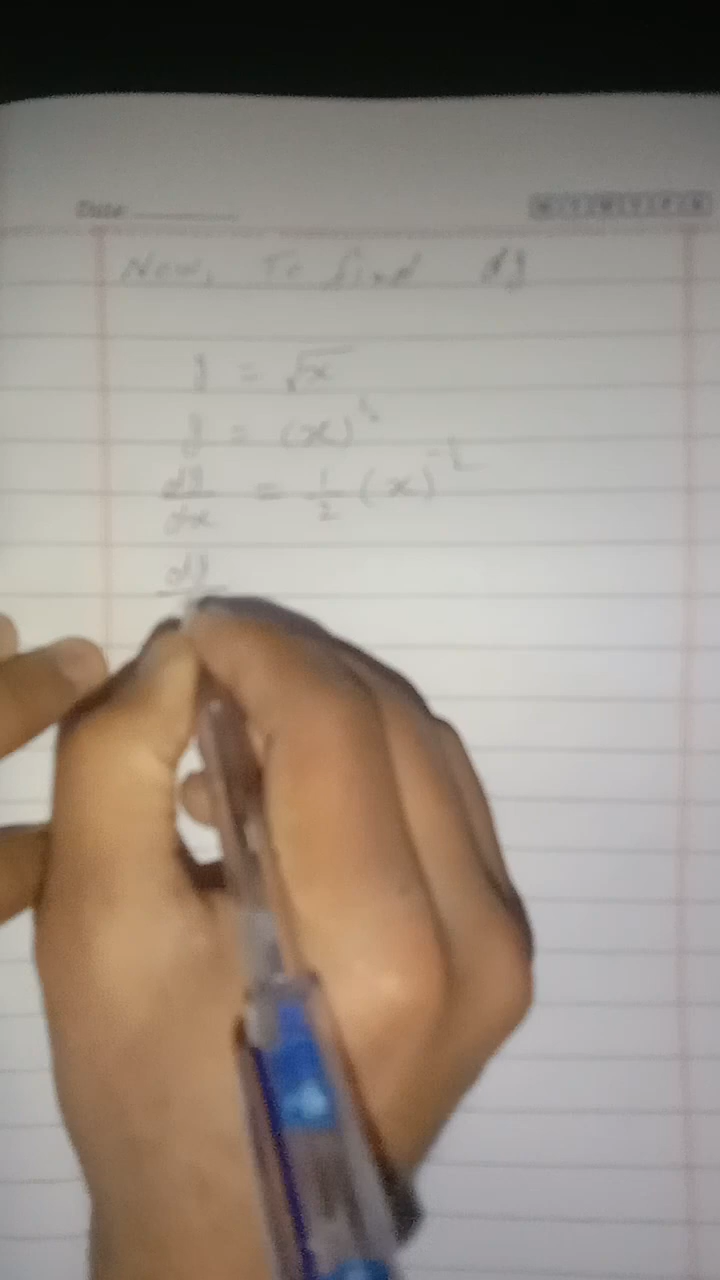 Date
M T W T F S S
Now, To find dy
y = √x
y = (x)^½
dy/dx = 1/2 (x)^-½
dy